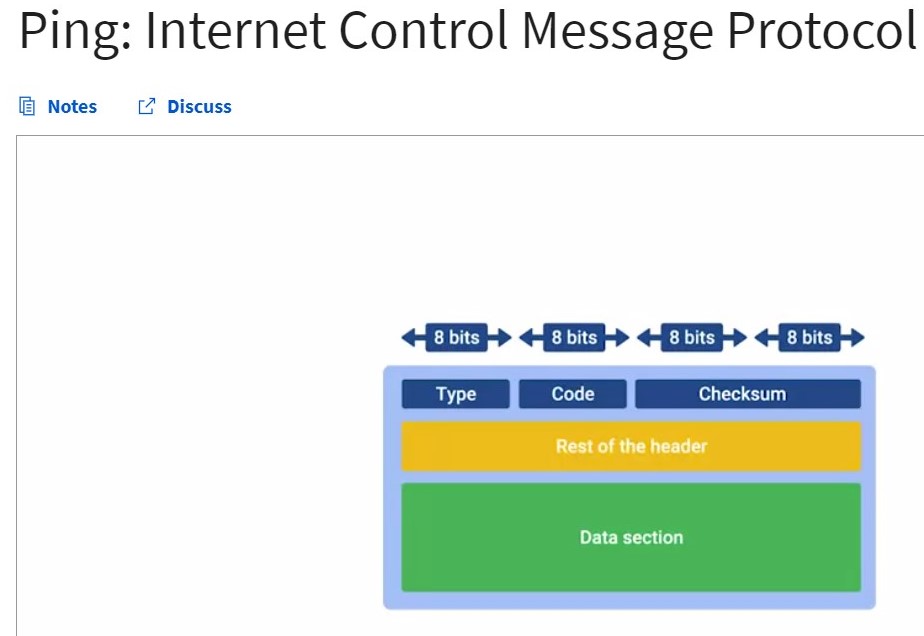 Ping: Internet Control Message Protocol
Notes Discuss
8 bits 8 bits 8 bits 8 bits
Type Code Checksum
Rest of the header
Data section